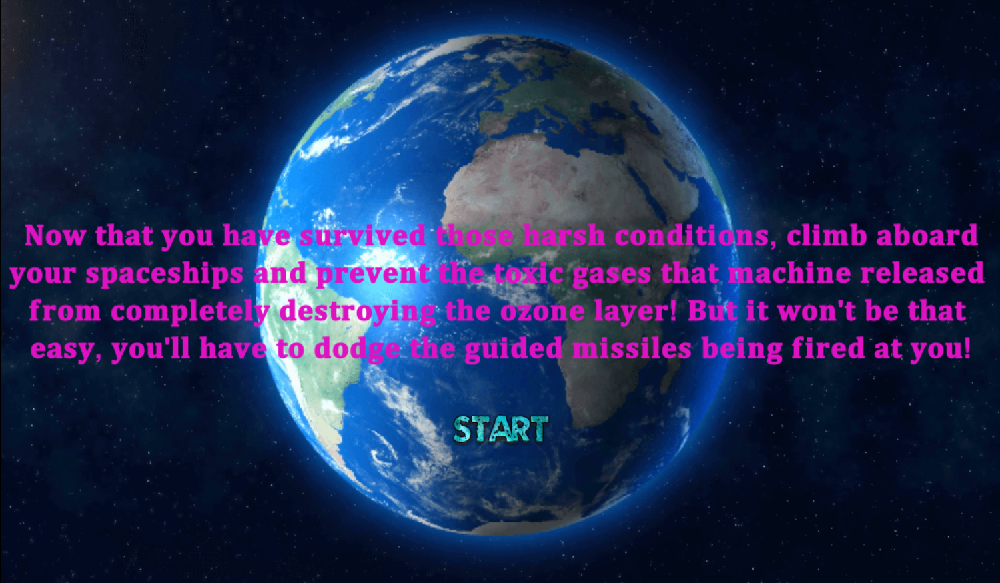 Now that you have survived those harsh conditions, climb aboard
your spaceships and prevent the toxic gases that machine released
from completely destroying the ozone layer! But it won't be that
easy, you'll have to dodge the guided missiles being fired at you!
START